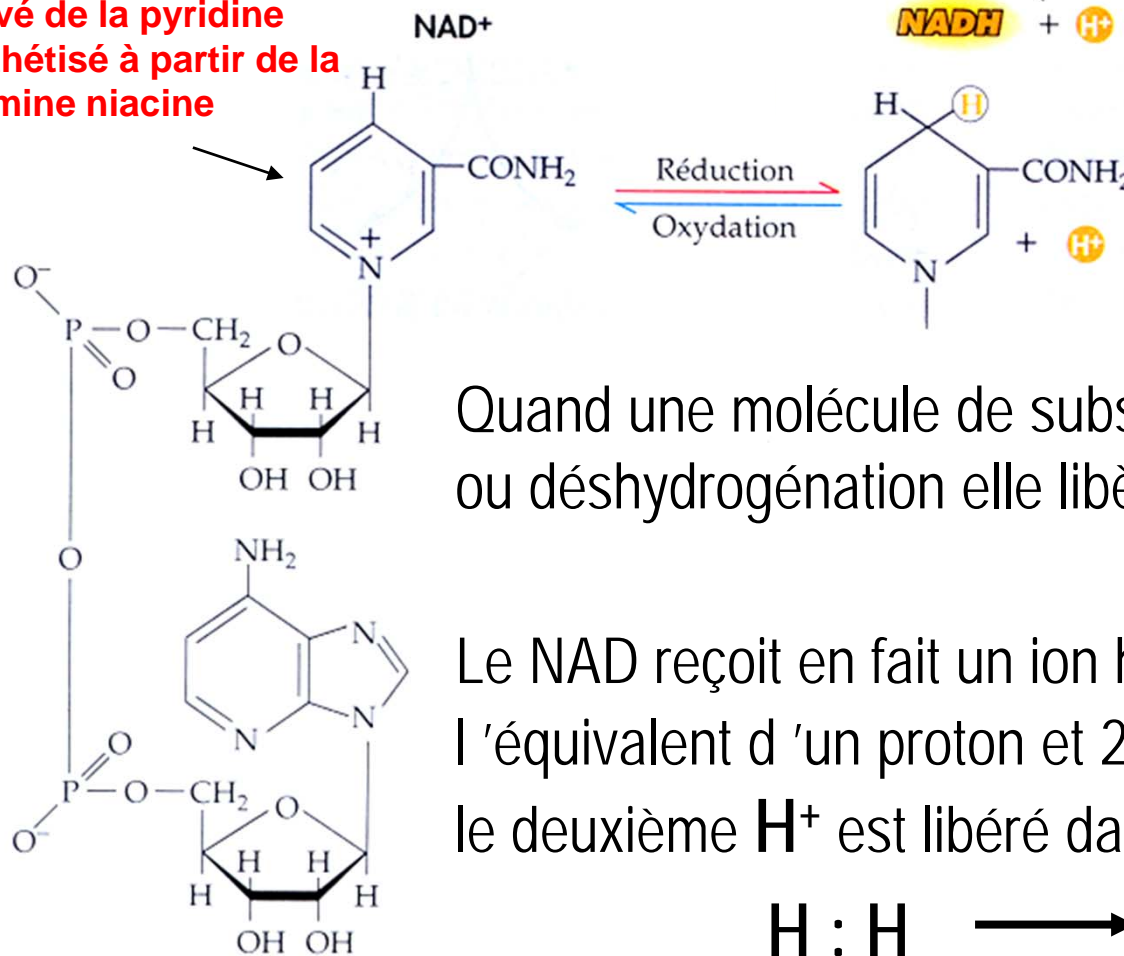 vé de la pyridine
hétisé à partir de la
mine niacine
NAD⁺
NADH + H⁺
H
CONH₂
Réduction
Oxydation
H H
CONH₂
+ H⁺
N
+
N
O⁻
P—O—CH₂
O
O
H H
H H
OH OH
O
NH₂
N
N
N
O
P—O—CH₂
O⁻
O
H H
H H
OH OH
Quand une molécule de subs
ou déshydrogénation elle libè
Le NAD reçoit en fait un ion
l ’équivalent d ’un proton et 2
le deuxième H⁺ est libéré da
H : H